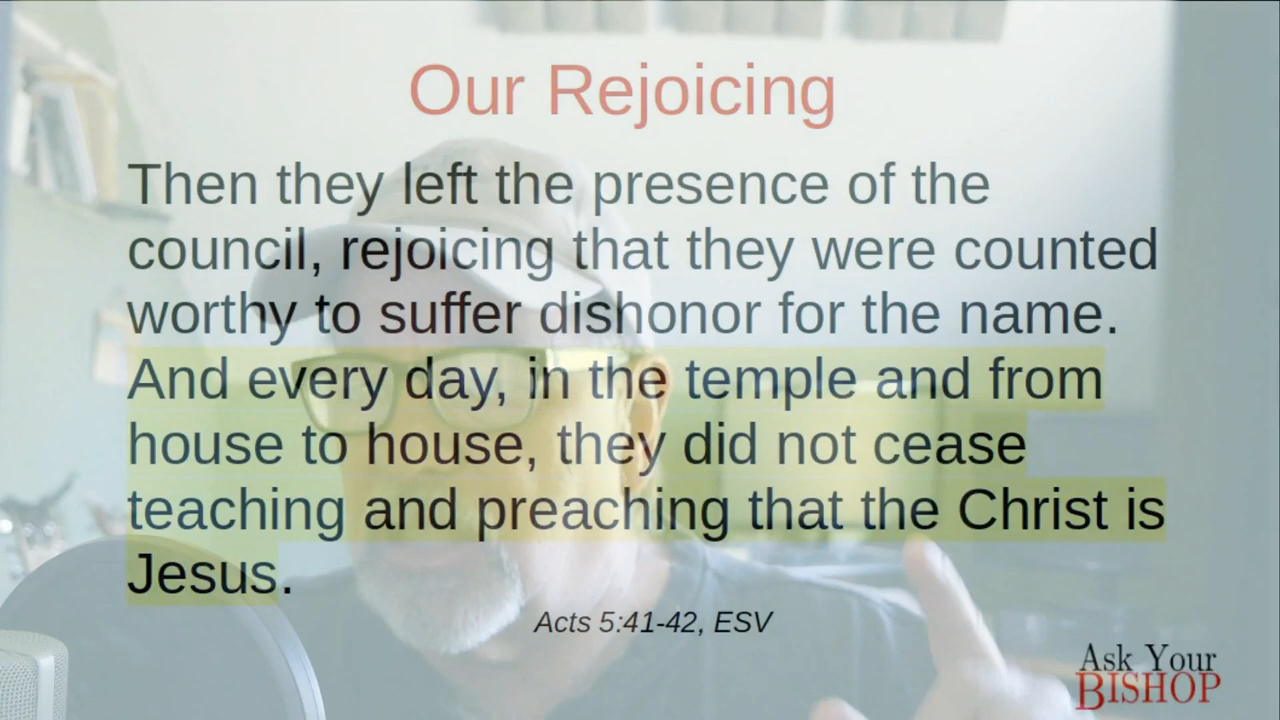 Our Rejoicing
Then they left the presence of the
council, rejoicing that they were counted
worthy to suffer dishonor for the name.
And every day, in the temple and from
house to house, they did not cease
teaching and preaching that the Christ is
Jesus.
Acts 5:41-42, ESV
Ask Your
BISHOP